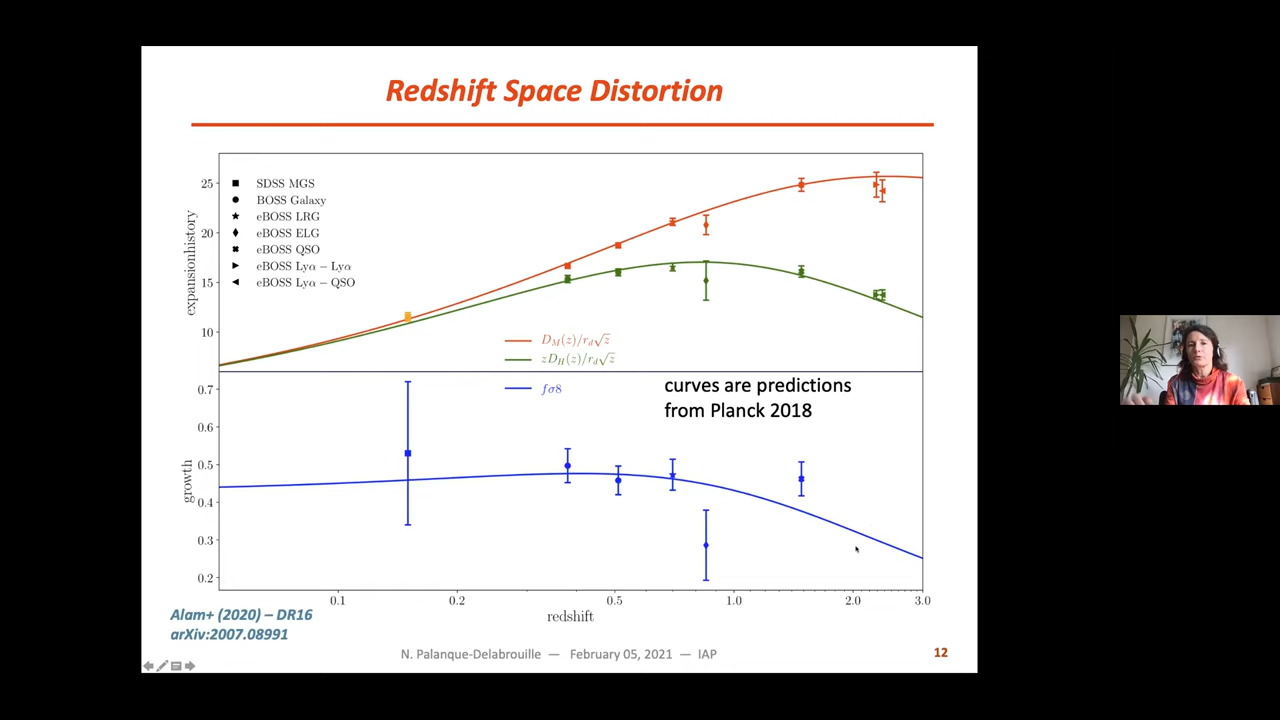 Redshift Space Distortion
SDSS MGS
BOSS Galaxy
eBOSS LRG
eBOSS ELG
eBOSS QSO
eBOSS Lyα − Lyα
eBOSS Lyα − QSO
expansionhistory
25
20
15
10
D_M(z)/r_d√z
zD_H(z)/r_d√z
fσ8
curves are predictions
from Planck 2018
growth
0.7
0.6
0.5
0.4
0.3
0.2
0.1 0.2 0.5 1.0 2.0 3.0
redshift
Alam+ (2020) – DR16
arXiv:2007.08991
N. Palanque-Delabrouille — February 05, 2021 — IAP
12